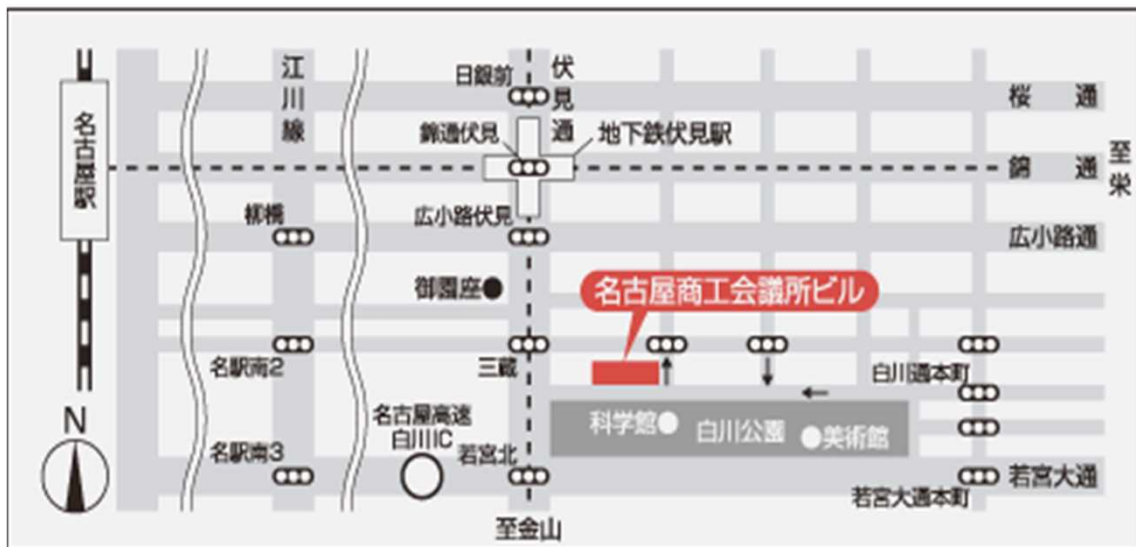 日銀前
伏見通
江川線
桜通
名古屋駅
錦通伏見
地下鉄伏見駅
錦通
至栄
柳橋
広小路伏見
広小路通
御園座
名古屋商工会議所ビル
名駅南2
三蔵
白川通本町
N
名古屋高速
白川IC
科学館
白川公園
美術館
名駅南3
若宮北
若宮大通
若宮大通本町
至金山